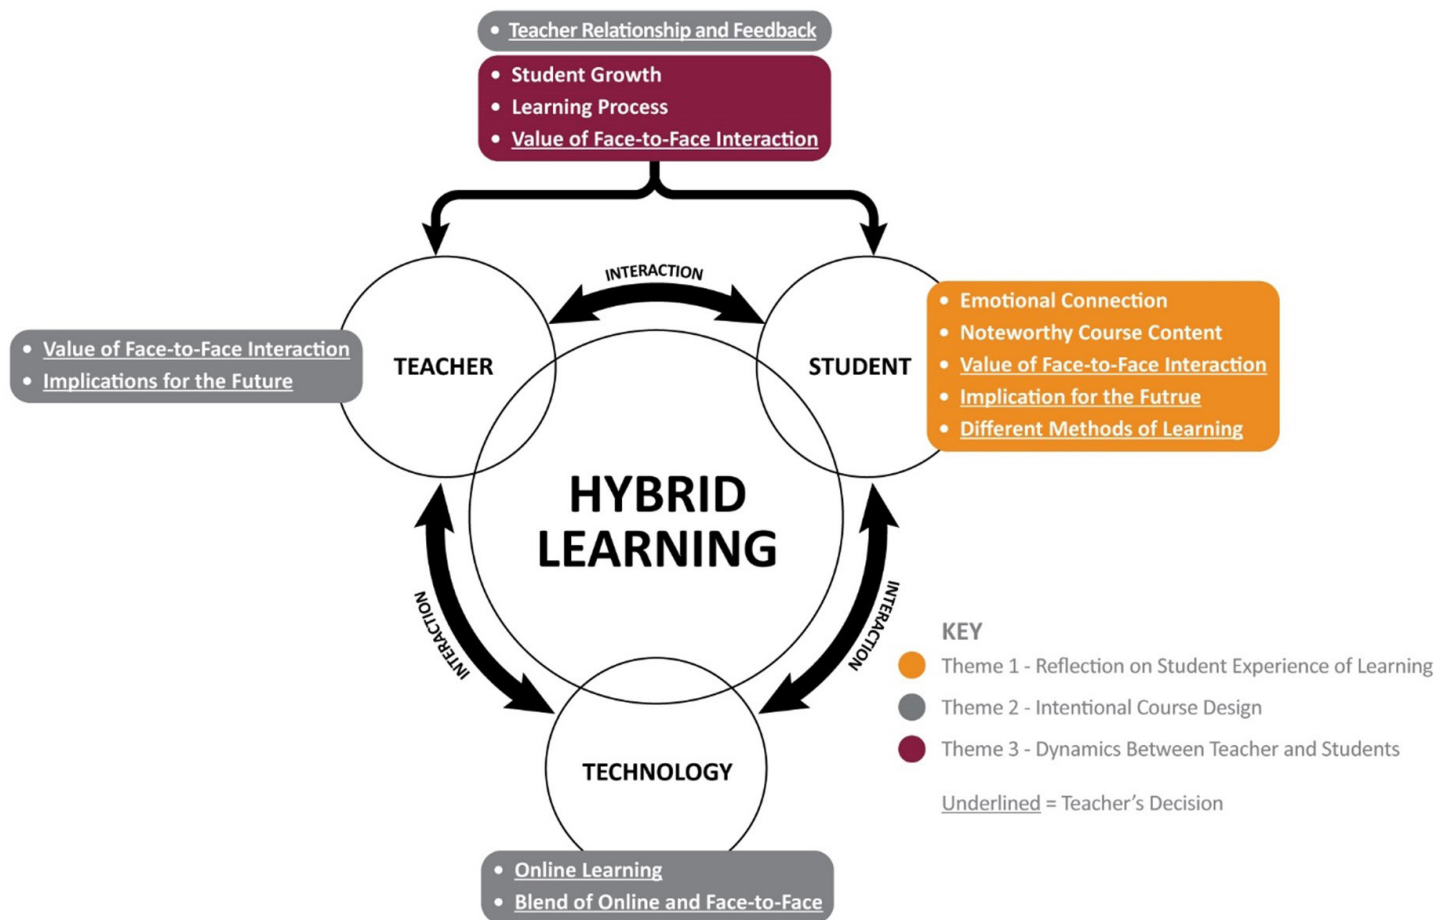 • Teacher Relationship and Feedback
• Student Growth
• Learning Process
• Value of Face-to-Face Interaction
INTERACTION
TEACHER
STUDENT
• Value of Face-to-Face Interaction
• Implications for the Future
• Emotional Connection
• Noteworthy Course Content
• Value of Face-to-Face Interaction
• Implication for the Futrue
• Different Methods of Learning
HYBRID
LEARNING
INTERACTION
INTERACTION
TECHNOLOGY
• Online Learning
• Blend of Online and Face-to-Face
KEY
Theme 1 - Reflection on Student Experience of Learning
Theme 2 - Intentional Course Design
Theme 3 - Dynamics Between Teacher and Students
Underlined = Teacher's Decision